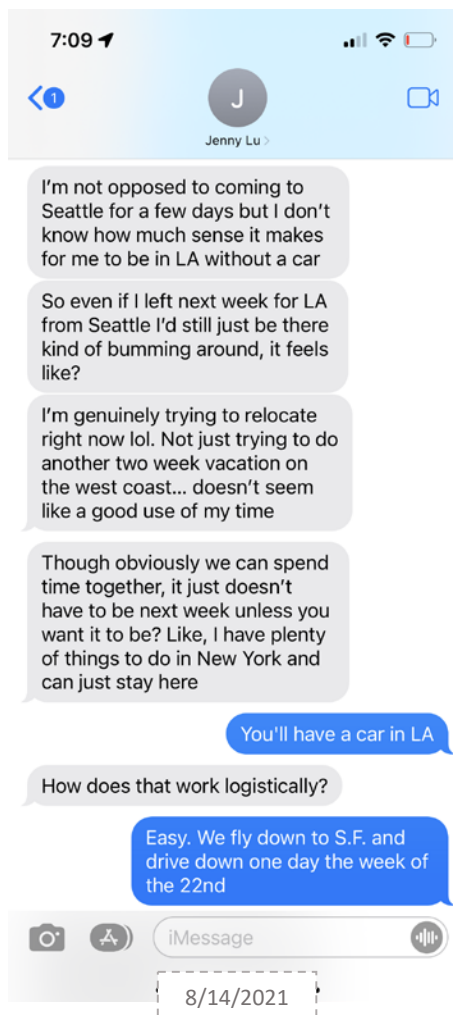 7:09
1
J
Jenny Lu
I'm not opposed to coming to
Seattle for a few days but I don't
know how much sense it makes
for me to be in LA without a car
So even if I left next week for LA
from Seattle I'd still just be there
kind of bumming around, it feels
like?
I'm genuinely trying to relocate
right now lol. Not just trying to do
another two week vacation on
the west coast... doesn't seem
like a good use of my time
Though obviously we can spend
time together, it just doesn't
have to be next week unless you
want it to be? Like, I have plenty
of things to do in New York and
can just stay here
You'll have a car in LA
How does that work logistically?
Easy. We fly down to S.F. and
drive down one day the week of
the 22nd
iMessage
8/14/2021